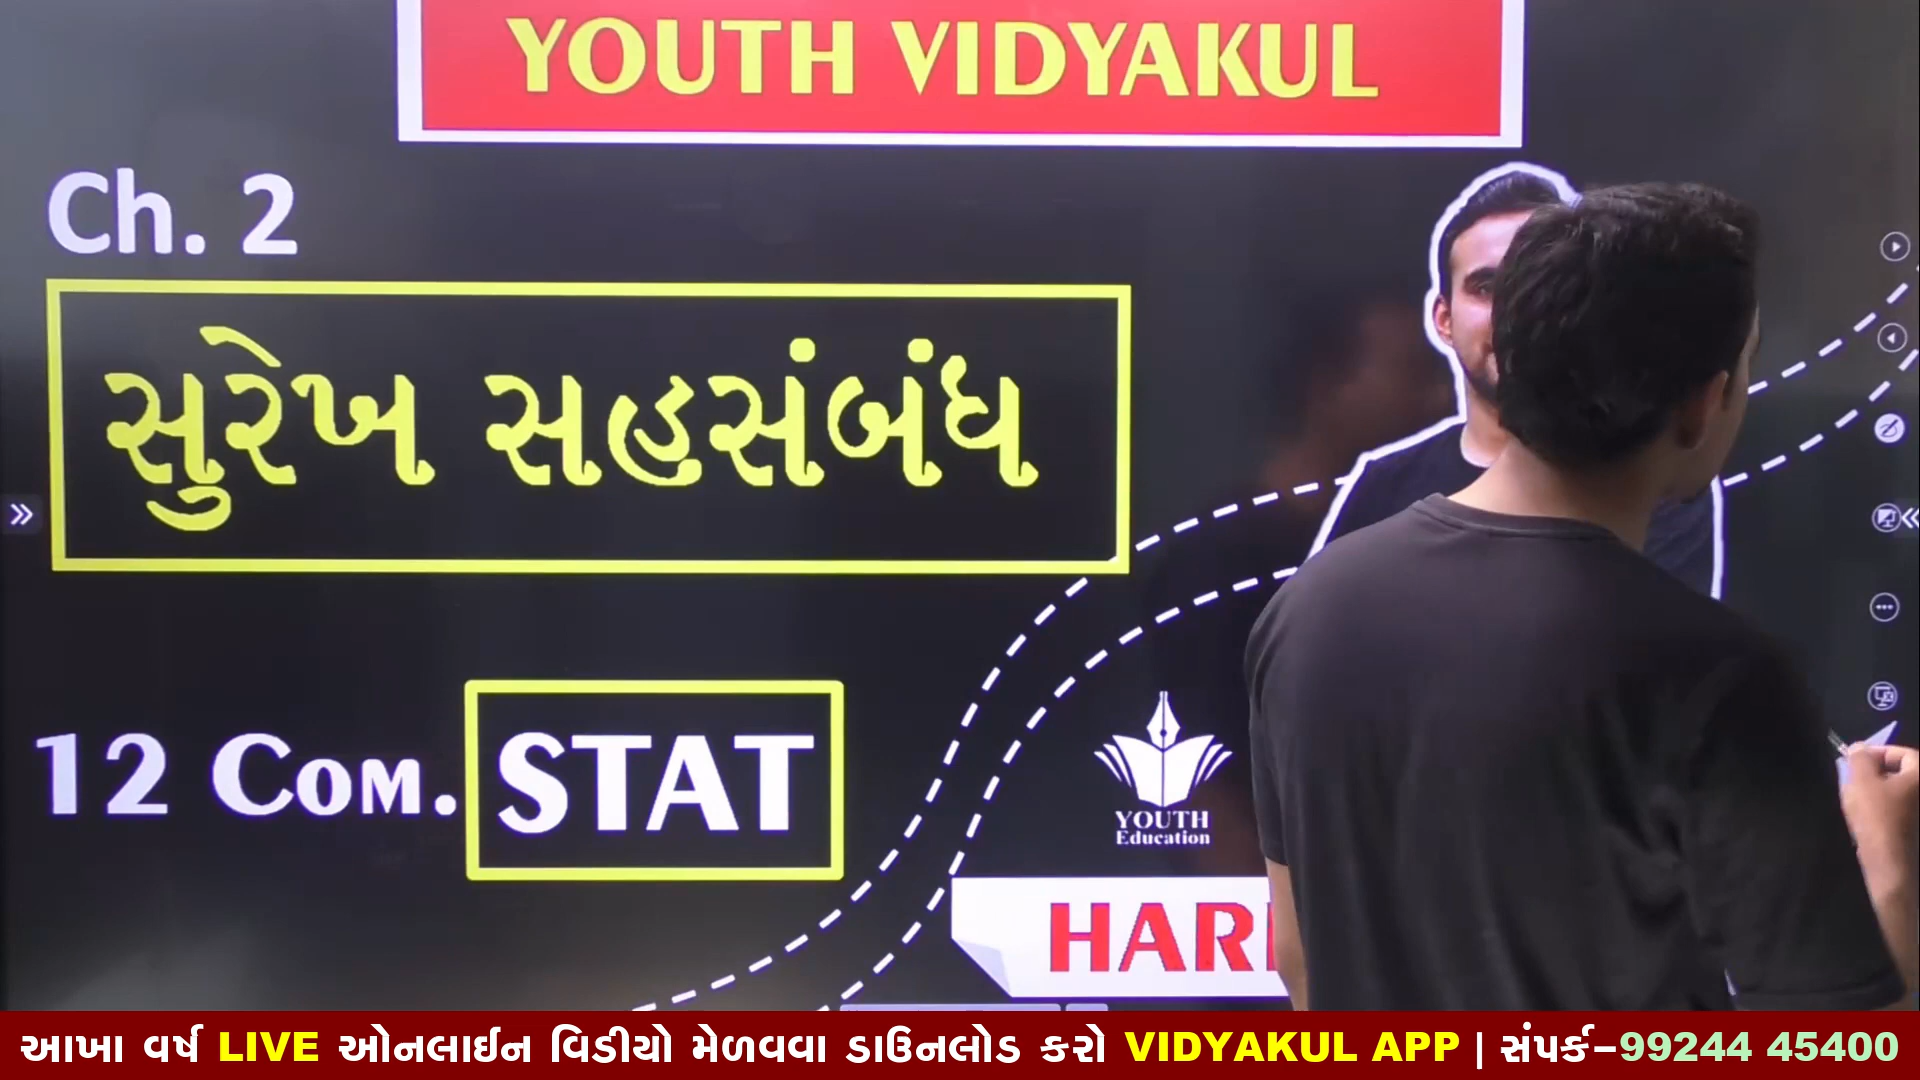 YOUTH VIDYAKUL
Ch. 2
સુરેખ સહસંબંધ
12 COM. STAT
YOUTH
Education
આખા વર્ષ LIVE ઓનલાઈન વિડીયો મેળવવા ડાઉનલોડ કરો VIDYAKUL APP | સંપર્ક-99244 45400